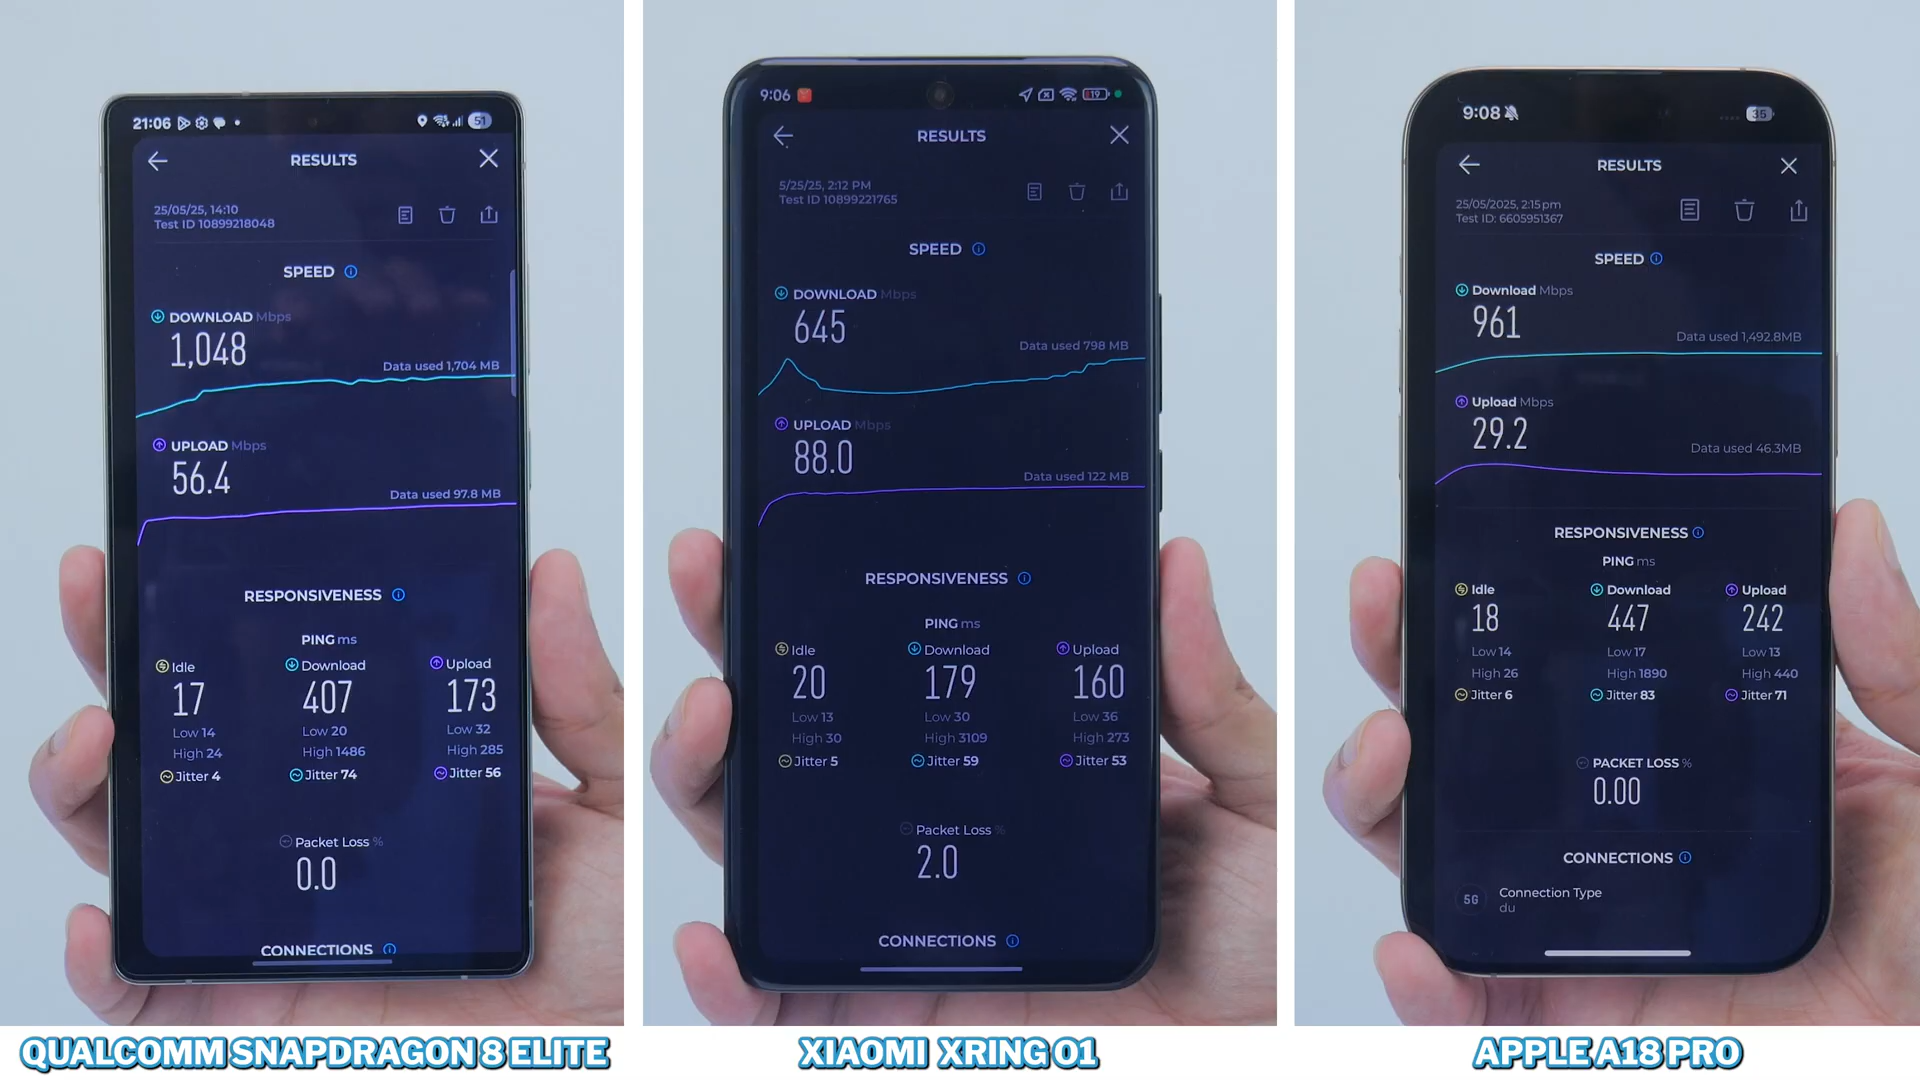 21:06
51
RESULTS
25/05/25, 14:10
Test ID 10899218048
SPEED
DOWNLOAD Mbps
1,048
Data used 1,704 MB
UPLOAD Mbps
56.4
Data used 97.8 MB
RESPONSIVENESS
PING ms
Idle Download Upload
17 407 173
Low 14 Low 20 Low 32
High 24 High 1486 High 285
Jitter 4 Jitter 74 Jitter 56
Packet Loss %
0.0
CONNECTIONS
QUALCOMM SNAPDRAGON 8 ELITE
9:06
19
RESULTS
5/25/25, 2:12 PM
Test ID 10899221765
SPEED
DOWNLOAD Mbps
645
Data used 798 MB
UPLOAD Mbps
88.0
Data used 122 MB
RESPONSIVENESS
PING ms
Idle Download Upload
20 179 160
Low 13 Low 30 Low 36
High 30 High 3109 High 273
Jitter 5 Jitter 59 Jitter 53
Packet Loss %
2.0
CONNECTIONS
XIAOMI XRING 01
9:08
35
RESULTS
25/05/2025, 2:15 pm
Test ID: 6605951367
SPEED
Download Mbps
961
Data used 1,492.8MB
Upload Mbps
29.2
Data used 46.3MB
RESPONSIVENESS
PING ms
Idle Download Upload
18 447 242
Low 14 Low 17 Low 13
High 26 High 1890 High 440
Jitter 6 Jitter 83 Jitter 71
PACKET LOSS %
0.00
CONNECTIONS
5G Connection Type
du
APPLE A18 PRO